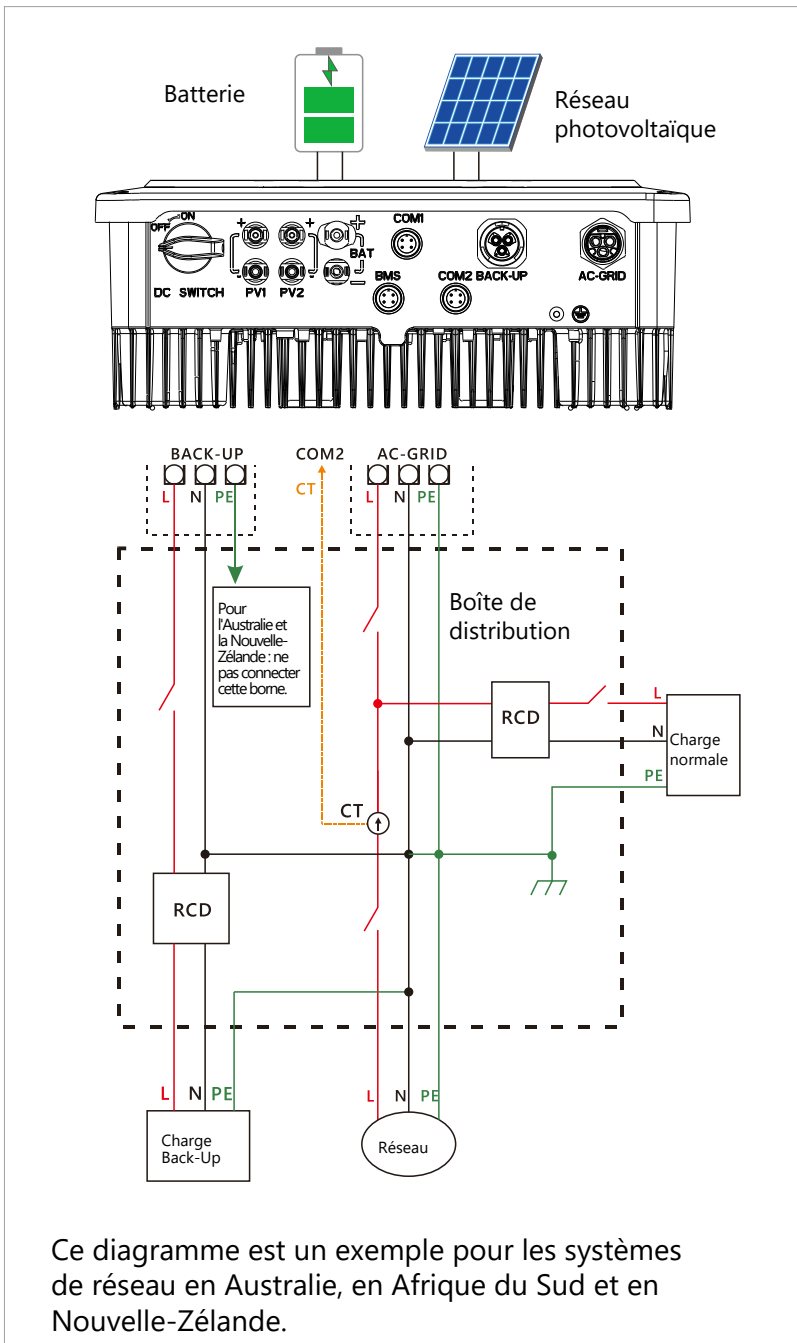 Batterie
Réseau
photovoltaïque
OFF
ON
+
+
+
COM1
BAT
-
-
BMS
COM2
BACK-UP
AC-GRID
DC SWITCH
PV1
PV2
BACK-UP
COM2
AC-GRID
L
N
PE
CT
L
N
PE
Pour
l'Australie et
la Nouvelle-
Zélande : ne
pas connecter
cette borne.
Boîte de
distribution
RCD
L
N
PE
Charge
normale
CT
RCD
L
N
PE
L
N
PE
Charge
Back-Up
Réseau
Ce diagramme est un exemple pour les systèmes
de réseau en Australie, en Afrique du Sud et en
Nouvelle-Zélande.